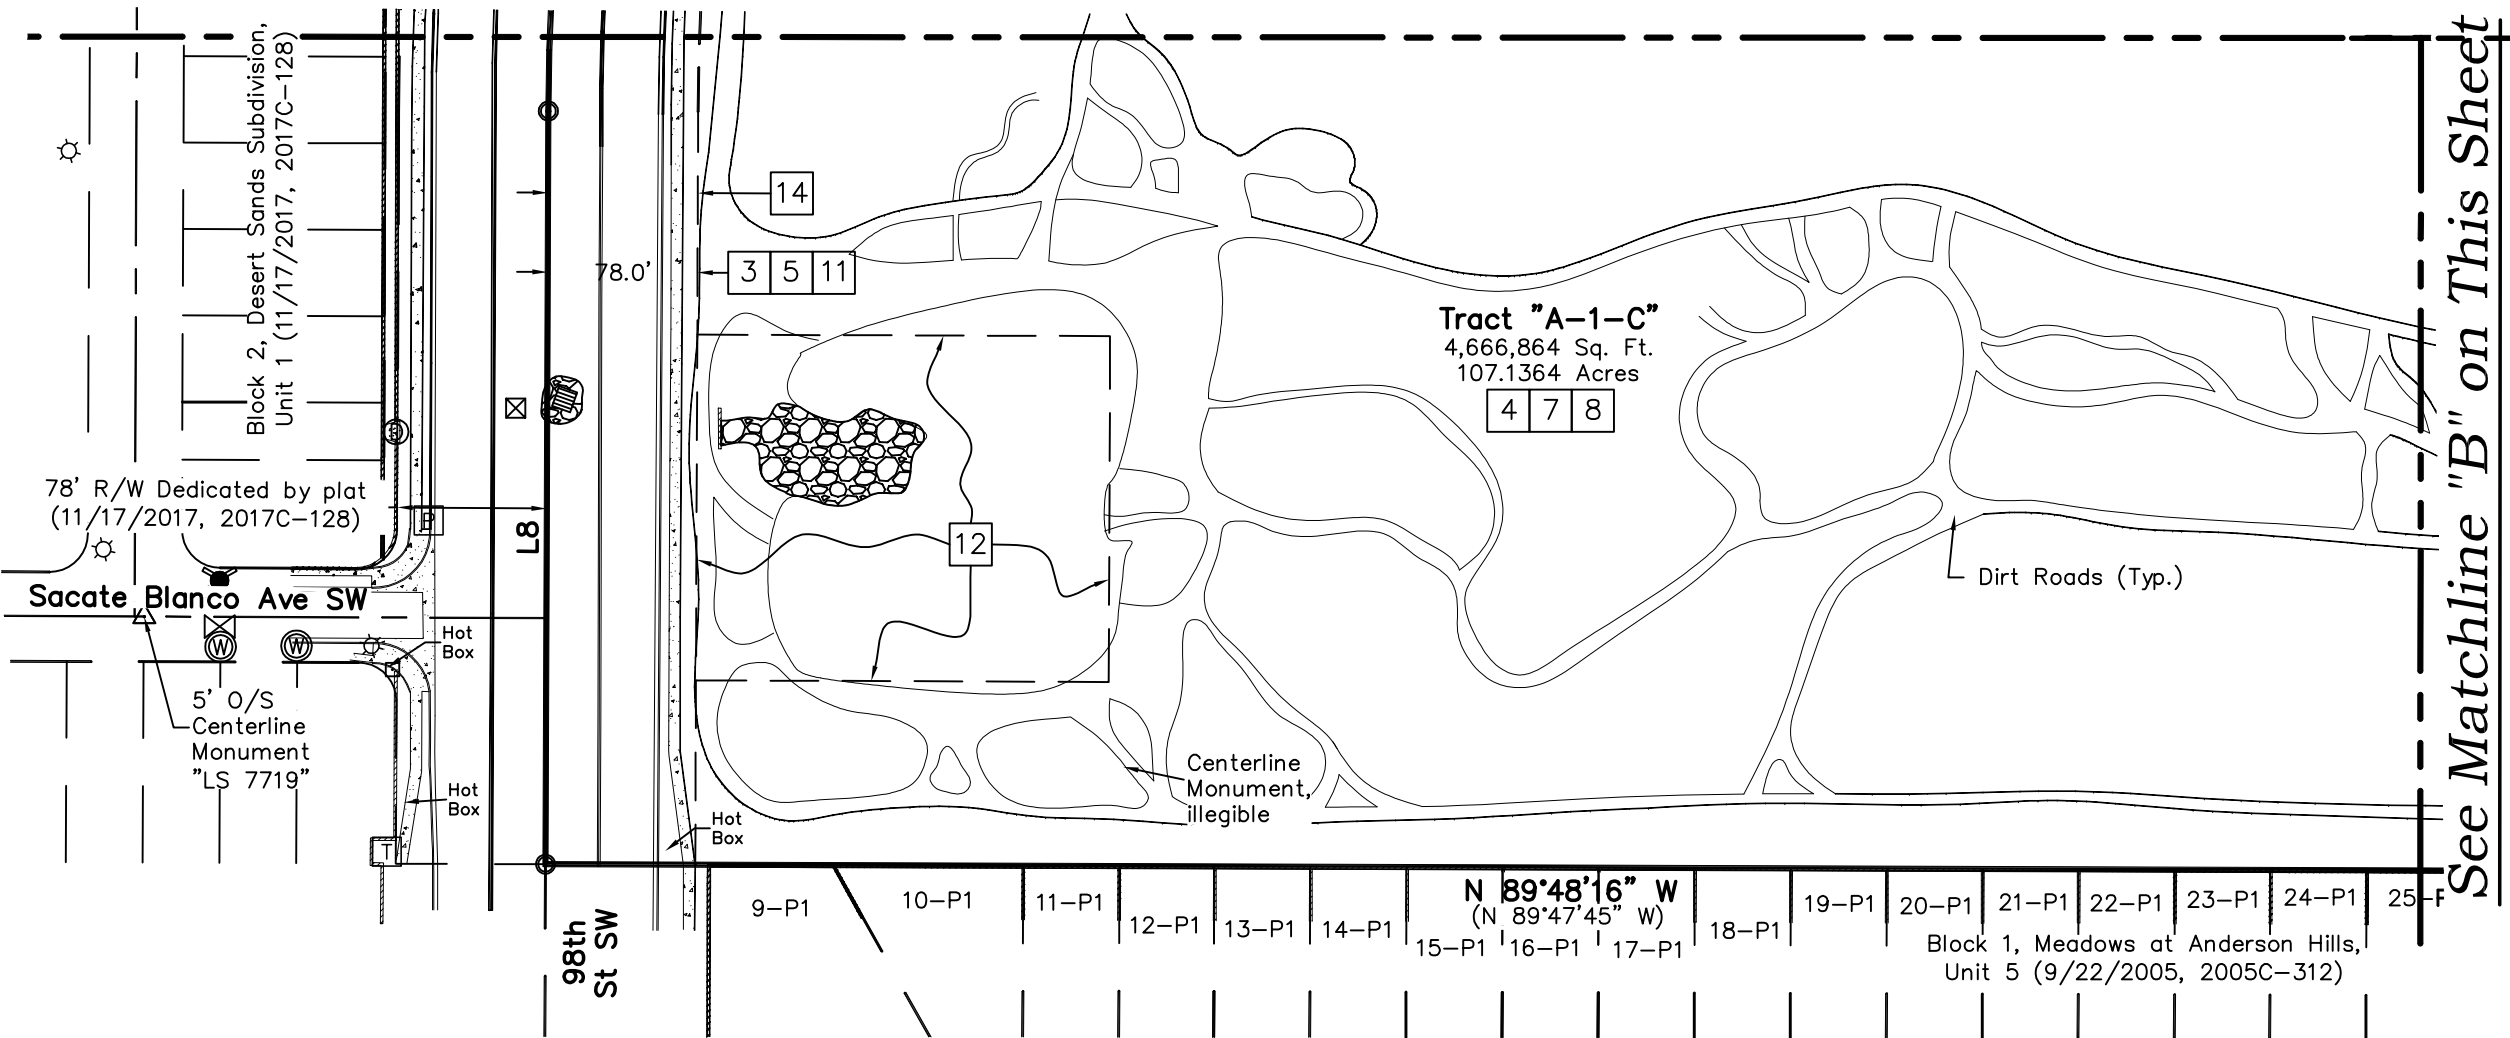 Block 2, Desert Sands Subdivision,
Unit 1 (11/17/2017, 2017C-128)
14
78.0'
3 5 11
Tract "A-1-C"
4,666,864 Sq. Ft.
107.1364 Acres
4 7 8
78' R/W Dedicated by plat
(11/17/2017, 2017C-128)
P
L8
12
Dirt Roads (Typ.)
Sacate Blanco Ave SW
W
W
Hot
Box
5' O/S
Centerline
Monument
"LS 7719"
Hot
Box
Hot
Box
T
Centerline
Monument,
illegible
98th
St SW
9-P1
10-P1
11-P1
12-P1
13-P1
14-P1
15-P1
16-P1
17-P1
18-P1
19-P1
20-P1
21-P1
22-P1
23-P1
24-P1
N 89°48'16" W
(N 89°47'45" W)
Block 1, Meadows at Anderson Hills,
Unit 5 (9/22/2005, 2005C-312)
See Matchline "B" on This Sheet